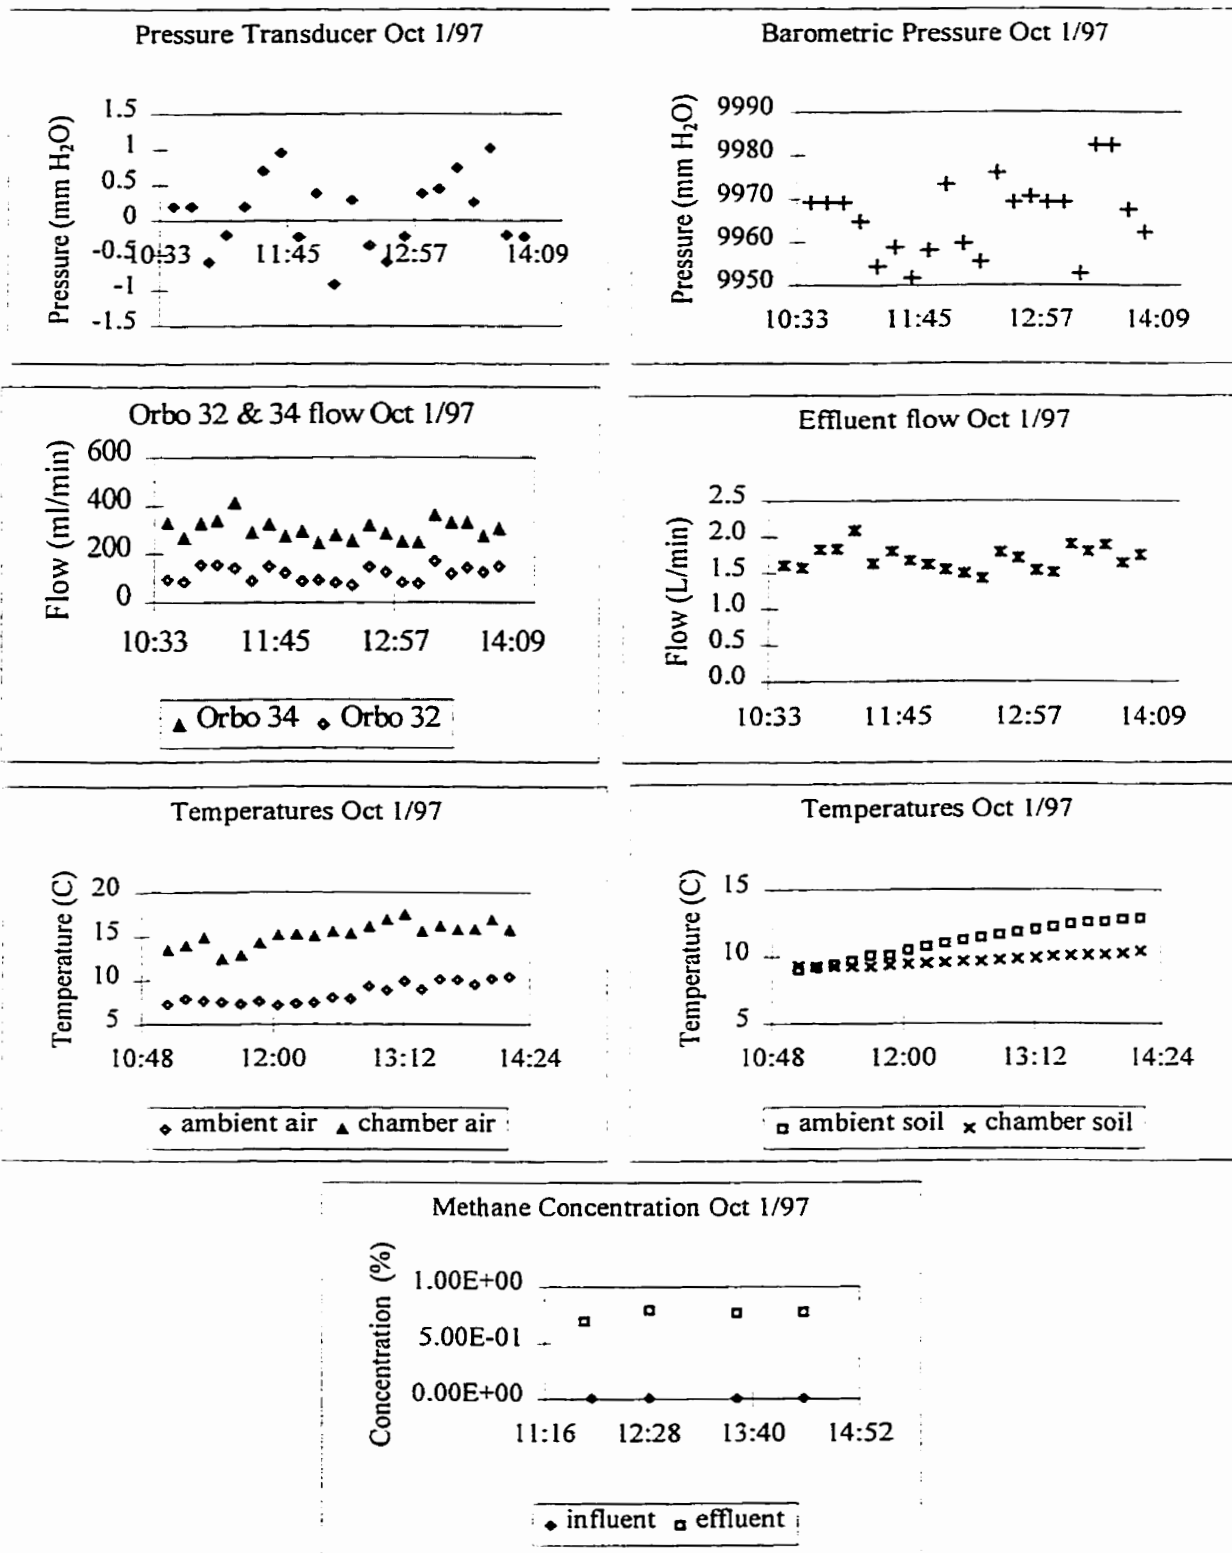 Pressure Transducer Oct 1/97
Pressure (mm H₂O)
1.5
1
0.5
0
-0.5
-1
-1.5
10:33 11:45 12:57 14:09
Barometric Pressure Oct 1/97
Pressure (mm H₂O)
9990
9980
9970
9960
9950
10:33 11:45 12:57 14:09
Orbo 32 & 34 flow Oct 1/97
Flow (ml/min)
600
400
200
0
10:33 11:45 12:57 14:09
Orbo 34 Orbo 32
Effluent flow Oct 1/97
Flow (L/min)
2.5
2.0
1.5
1.0
0.5
0.0
10:33 11:45 12:57 14:09
Temperatures Oct 1/97
Temperature (C)
20
15
10
5
10:48 12:00 13:12 14:24
ambient air chamber air
Temperatures Oct 1/97
Temperature (C)
15
10
5
10:48 12:00 13:12 14:24
ambient soil chamber soil
Methane Concentration Oct 1/97
Concentration (%)
1.00E+00
5.00E-01
0.00E+00
11:16 12:28 13:40 14:52
influent effluent